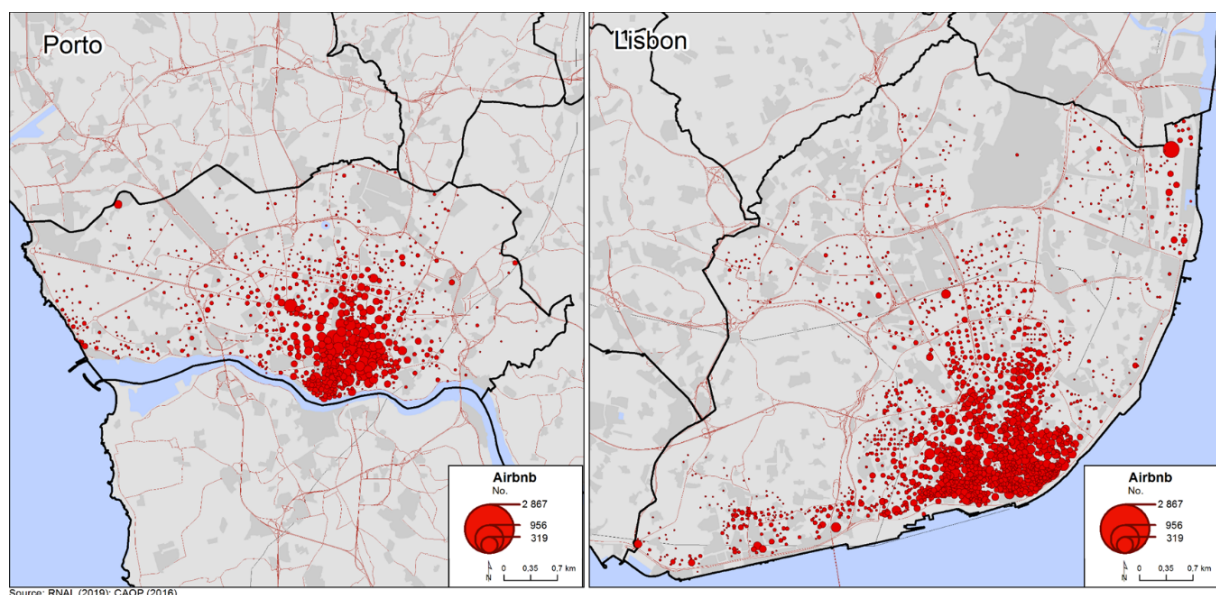 Porto
Lisbon
Airbnb
No.
2 867
956
319
N
0 0,35 0,7 km
Airbnb
No.
2 867
956
319
N
0 0,35 0,7 km
Source: RNAL (2019); CAOP (2016)